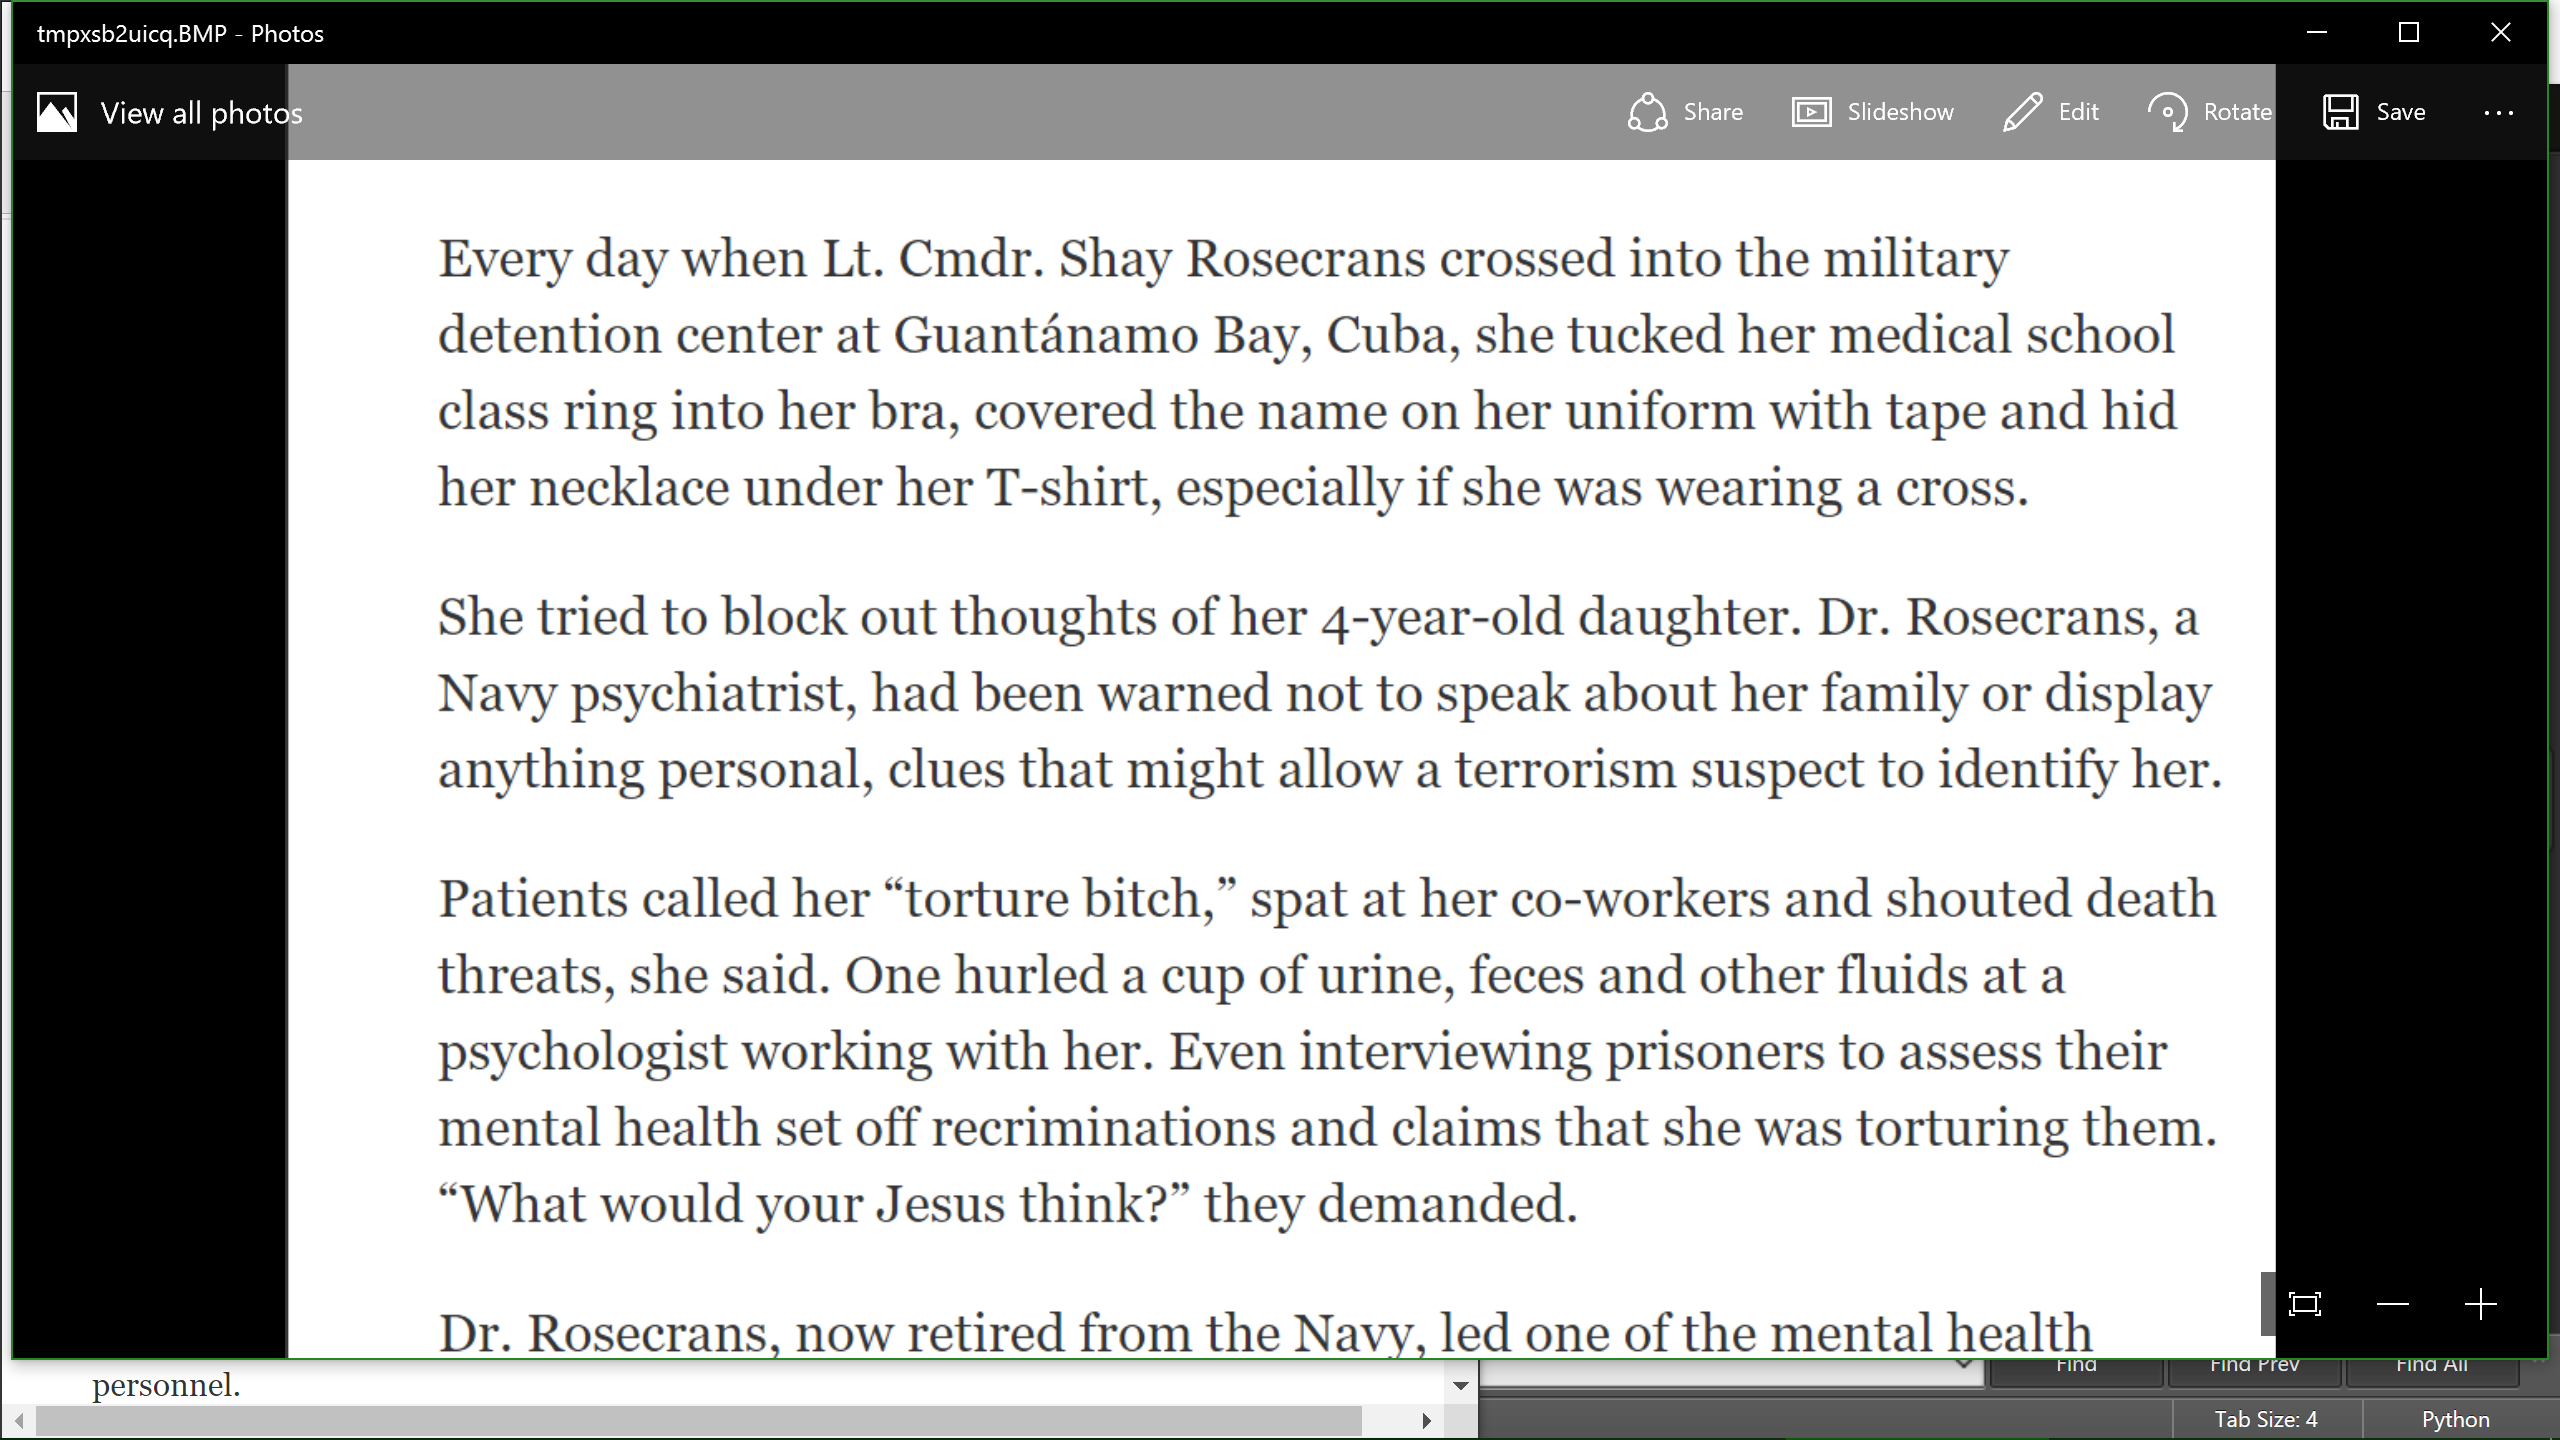 tmpxsb2uicq.BMP - Photos
View all photos
Share
Slideshow
Edit
Rotate
Save
Every day when Lt. Cmdr. Shay Rosecrans crossed into the military
detention center at Guantánamo Bay, Cuba, she tucked her medical school
class ring into her bra, covered the name on her uniform with tape and hid
her necklace under her T-shirt, especially if she was wearing a cross.
She tried to block out thoughts of her 4-year-old daughter. Dr. Rosecrans, a
Navy psychiatrist, had been warned not to speak about her family or display
anything personal, clues that might allow a terrorism suspect to identify her.
Patients called her “torture bitch,” spat at her co-workers and shouted death
threats, she said. One hurled a cup of urine, feces and other fluids at a
psychologist working with her. Even interviewing prisoners to assess their
mental health set off recriminations and claims that she was torturing them.
“What would your Jesus think?” they demanded.
Dr. Rosecrans, now retired from the Navy, led one of the mental health
personnel.
Find
Find Prev
Find All
Tab Size: 4
Python